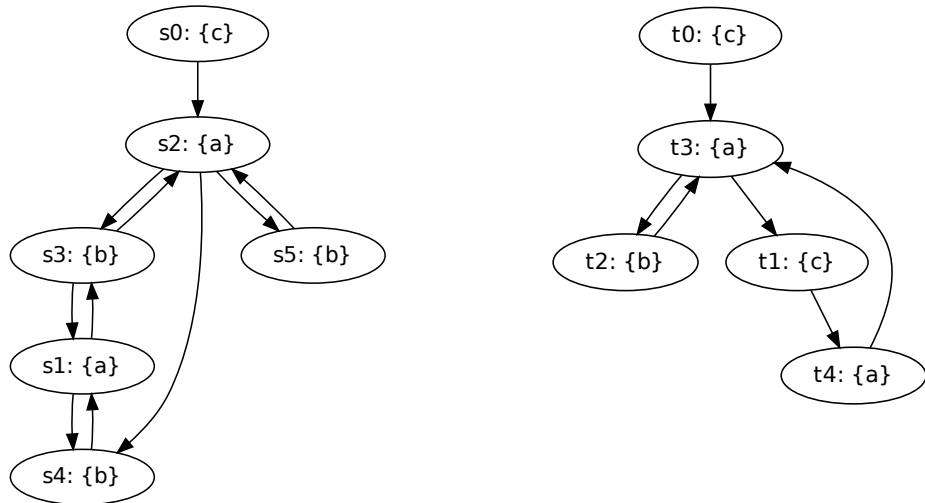 s0: {c}
t0: {c}
s2: {a}
t3: {a}
s3: {b}
s5: {b}
t2: {b}
t1: {c}
s1: {a}
t4: {a}
s4: {b}